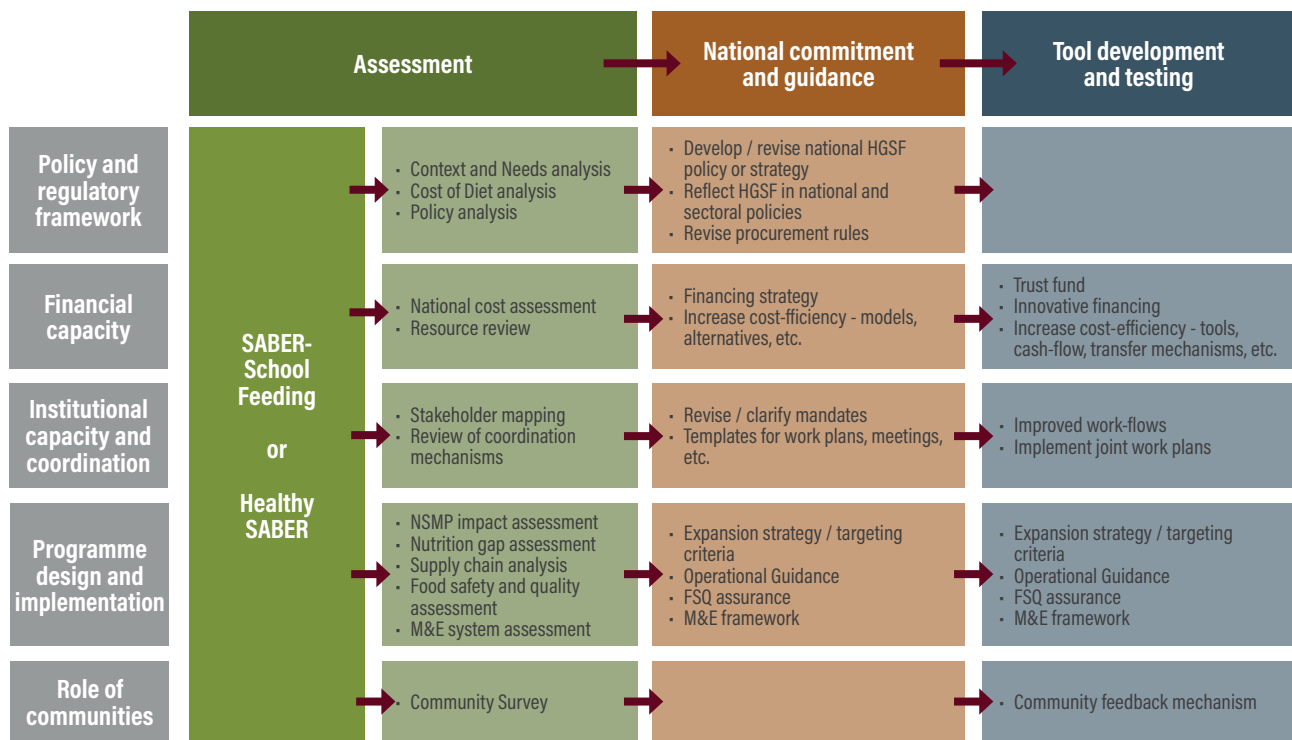 Assessment
National commitment
and guidance
Tool development
and testing
Policy and
regulatory
framework
SABER-
School
Feeding
or
Healthy
SABER
· Context and Needs analysis
· Cost of Diet analysis
· Policy analysis
· Develop / revise national HGSF
policy or strategy
· Reflect HGSF in national and
sectoral policies
· Revise procurement rules
Financial
capacity
· National cost assessment
· Resource review
· Financing strategy
· Increase cost-fficiency - models,
alternatives, etc.
· Trust fund
· Innovative financing
· Increase cost-efficiency - tools,
cash-flow, transfer mechanisms, etc.
Institutional
capacity and
coordination
· Stakeholder mapping
· Review of coordination
mechanisms
· Revise / clarify mandates
· Templates for work plans, meetings,
etc.
· Improved work-flows
· Implement joint work plans
Programme
design and
implementation
· NSMP impact assessment
· Nutrition gap assessment
· Supply chain analysis
· Food safety and quality
assessment
· M&E system assessment
· Expansion strategy / targeting
criteria
· Operational Guidance
· FSQ assurance
· M&E framework
· Expansion strategy / targeting
criteria
· Operational Guidance
· FSQ assurance
· M&E framework
Role of
communities
· Community Survey
· Community feedback mechanism